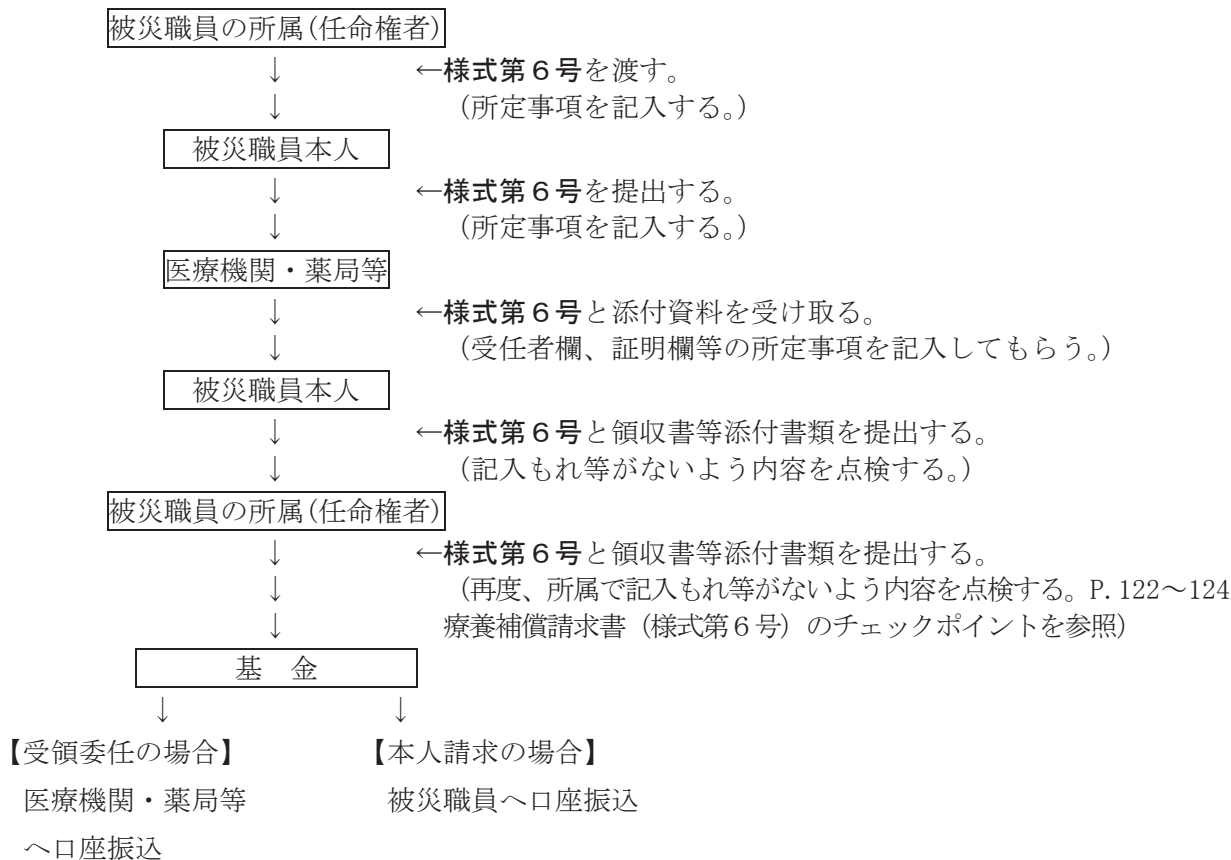 被災職員の所属(任命権者)
↓ ←様式第６号を渡す。
↓ (所定事項を記入する。)
被災職員本人
↓ ←様式第６号を提出する。
↓ (所定事項を記入する。)
医療機関・薬局等
↓ ←様式第６号と添付資料を受け取る。
↓ (受任者欄、証明欄等の所定事項を記入してもらう。)
被災職員本人
↓ ←様式第６号と領収書等添付書類を提出する。
↓ (記入もれ等がないよう内容を点検する。)
被災職員の所属(任命権者)
↓ ←様式第６号と領収書等添付書類を提出する。
↓ (再度、所属で記入もれ等がないよう内容を点検する。P.122～124
↓ 療養補償請求書（様式第６号）のチェックポイントを参照)
基　金
↓ ↓
【受領委任の場合】 【本人請求の場合】
医療機関・薬局等 被災職員へ口座振込
へ口座振込